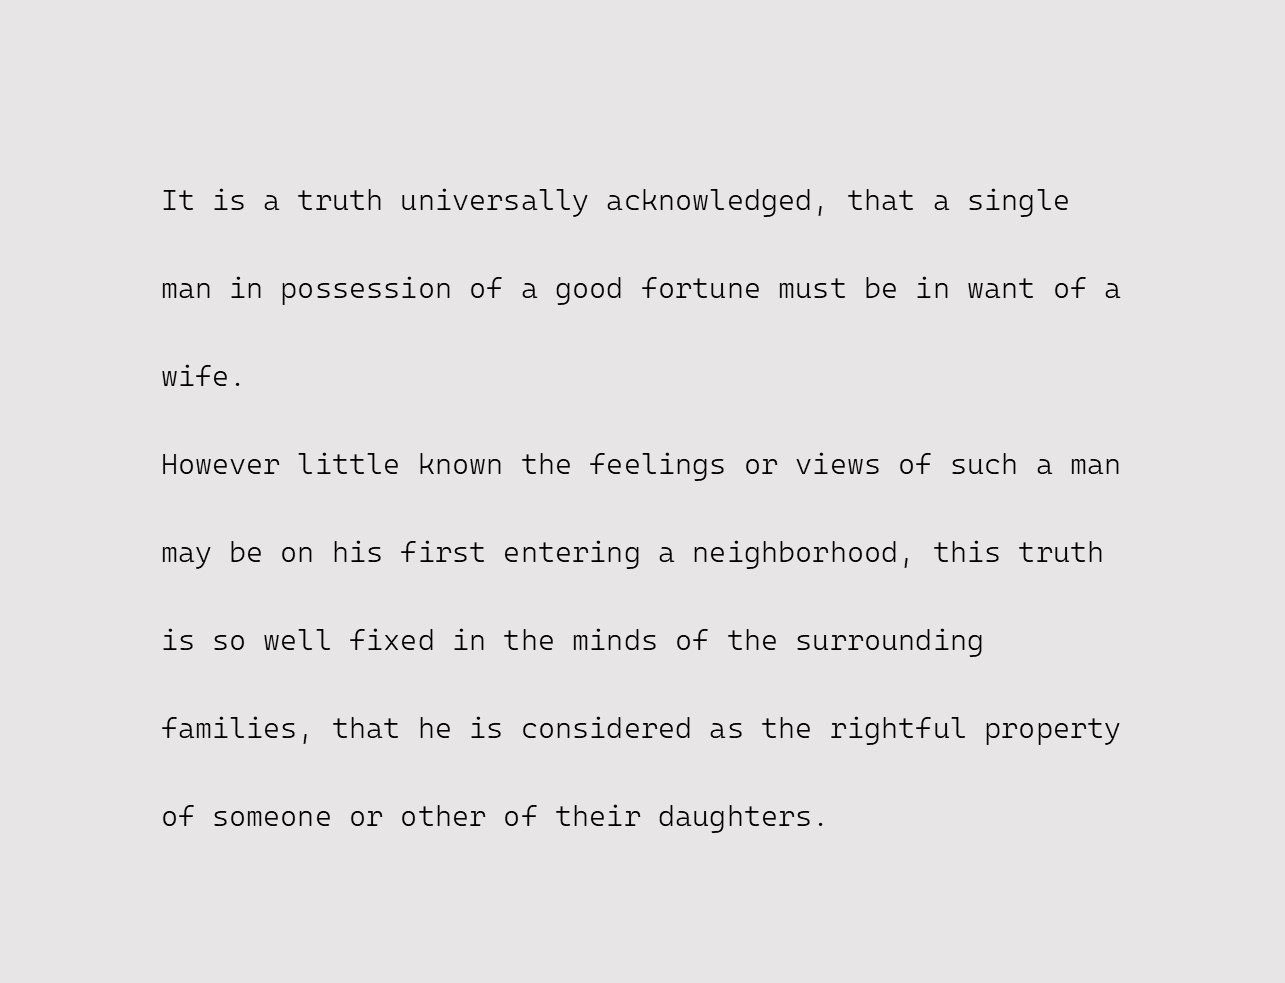 It is a truth universally acknowledged, that a single
man in possession of a good fortune must be in want of a
wife.
However little known the feelings or views of such a man
may be on his first entering a neighborhood, this truth
is so well fixed in the minds of the surrounding
families, that he is considered as the rightful property
of someone or other of their daughters.